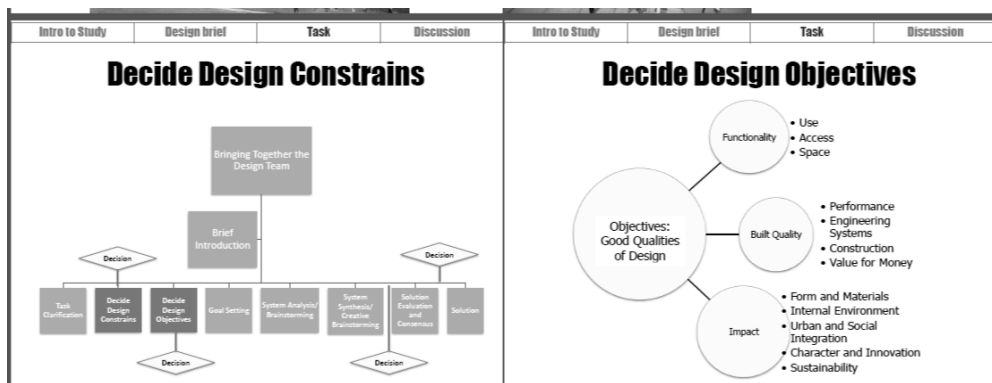 Intro to Study
Design brief
Task
Discussion
Decide Design Constrains
Bringing Together the
Design Team
Brief
Introduction
Decision
Decision
Task
Clarification
Decide
Design
Constrains
Decide
Design
Objectives
Goal Setting
System Analysis/
Brainstorming
System
Synthesis/
Creative
Brainstorming
Solution
Evaluation
and
Consensus
Solution
Decision
Decision
Intro to Study
Design brief
Task
Discussion
Decide Design Objectives
Objectives:
Good Qualities
of Design
Functionality
• Use
• Access
• Space
Built Quality
• Performance
• Engineering
Systems
• Construction
• Value for Money
Impact
• Form and Materials
• Internal Environment
• Urban and Social
Integration
• Character and Innovation
• Sustainability